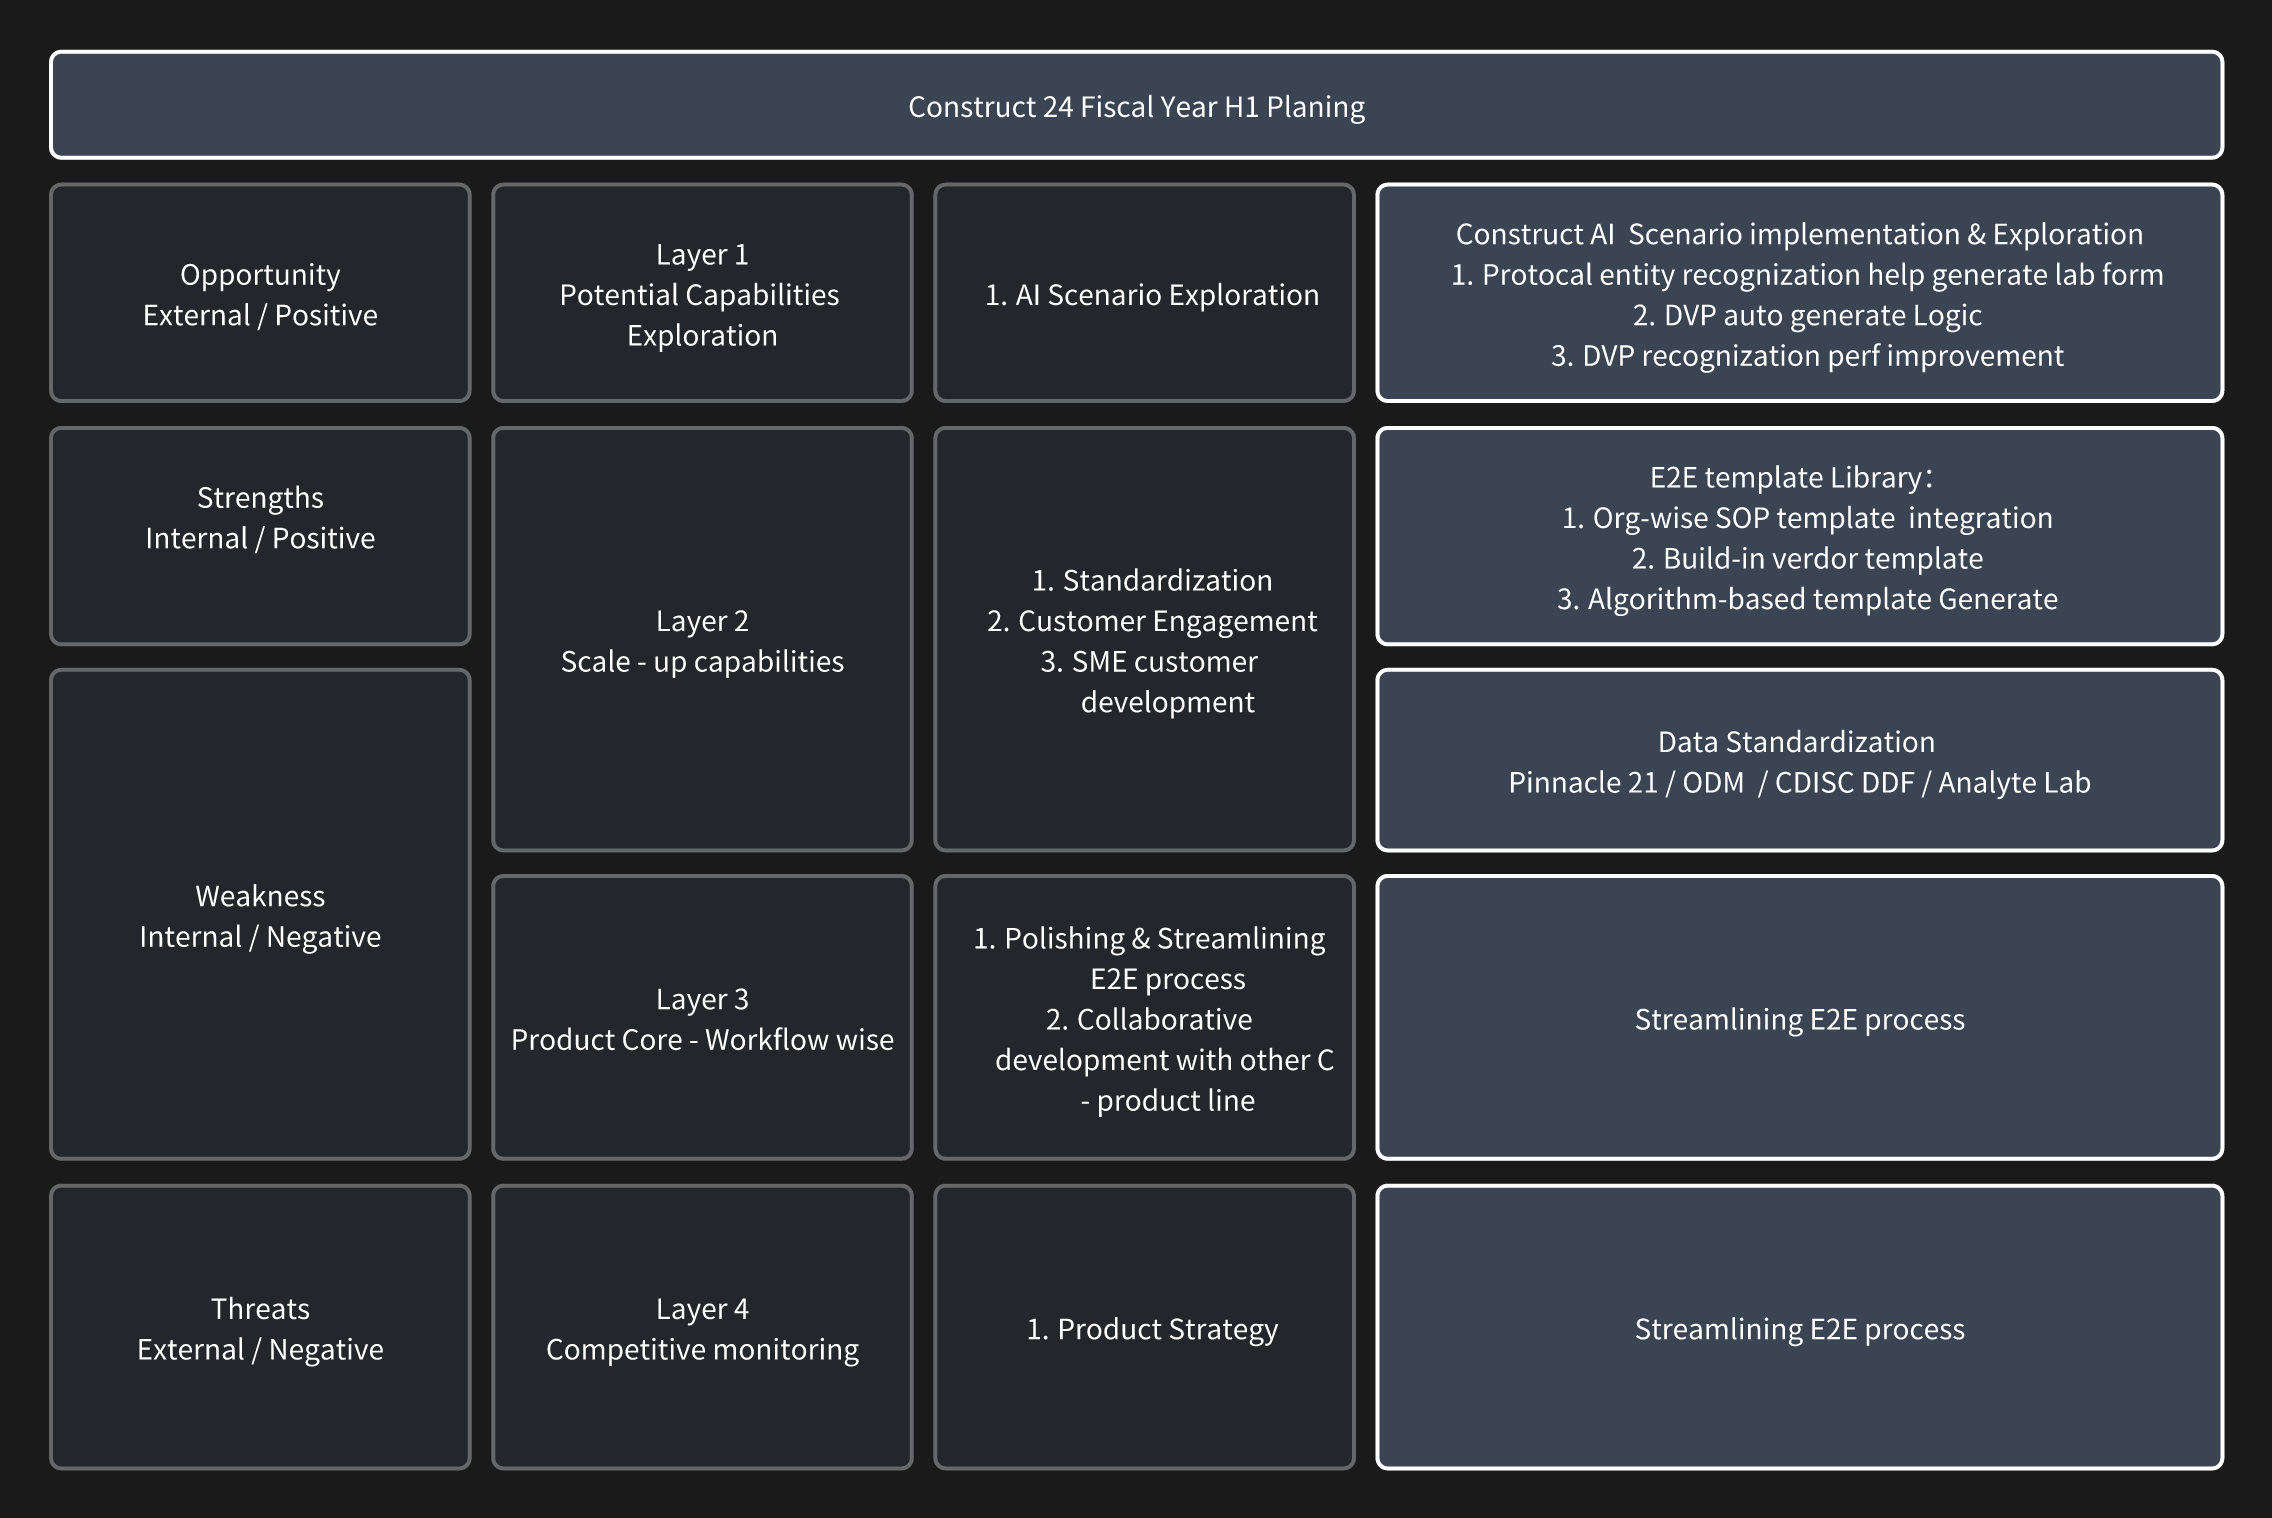 Construct 24 Fiscal Year H1 Planing
Opportunity
External / Positive
Layer 1
Potential Capabilities
Exploration
1. AI Scenario Exploration
Construct AI  Scenario implementation & Exploration
1. Protocal entity recognization help generate lab form
2. DVP auto generate Logic
3. DVP recognization perf improvement
Strengths
Internal / Positive
Layer 2
Scale - up capabilities
1. Standardization
2. Customer Engagement
3. SME customer
development
E2E template Library：
1. Org-wise SOP template  integration
2. Build-in verdor template
3. Algorithm-based template Generate
Data Standardization
Pinnacle 21 / ODM  / CDISC DDF / Analyte Lab
Weakness
Internal / Negative
Layer 3
Product Core - Workflow wise
1. Polishing & Streamlining
E2E process
2. Collaborative
development with other C
- product line
Streamlining E2E process
Threats
External / Negative
Layer 4
Competitive monitoring
1. Product Strategy
Streamlining E2E process